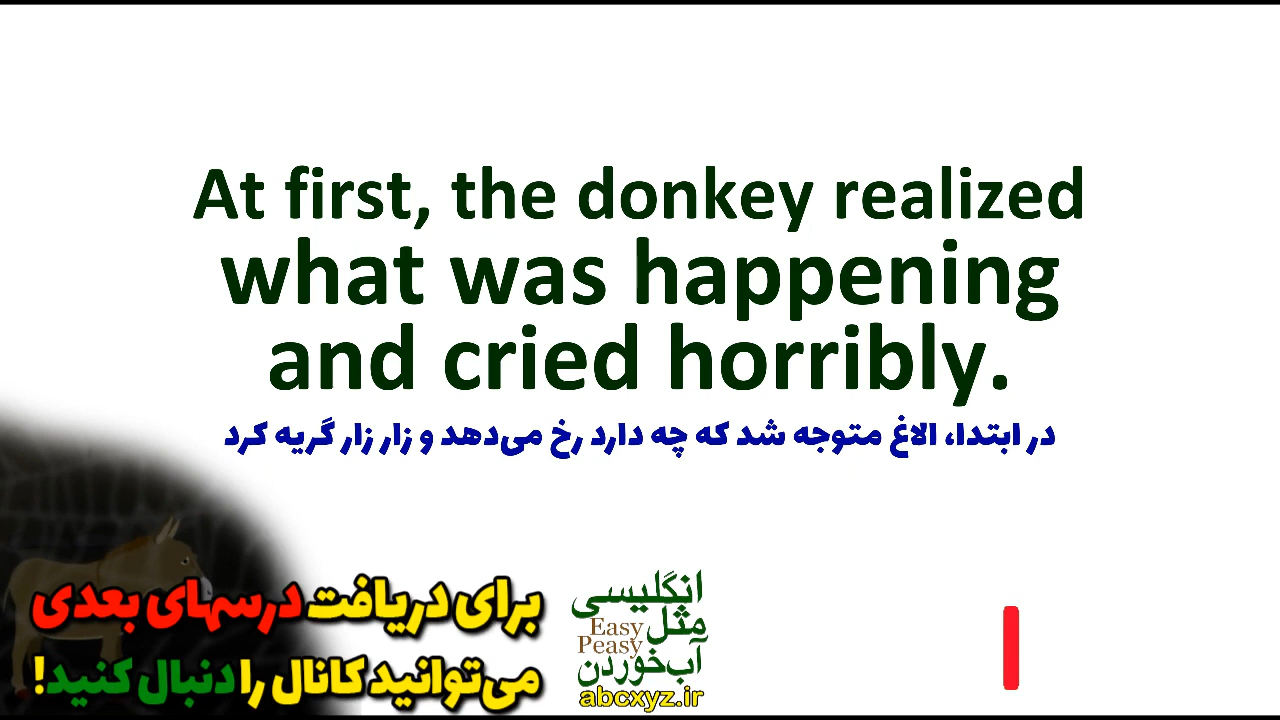 At first, the donkey realized
what was happening
and cried horribly.
در ابتدا، الاغ متوجه شد که چه دارد رخ می‌دهد و زار زار گریه کرد
برای دریافت درسهای بعدی
می‌توانید کانال را دنبال کنید!
انگلیسی
مثل Easy
Peasy
آب‌خوردن
abcxyz.ir